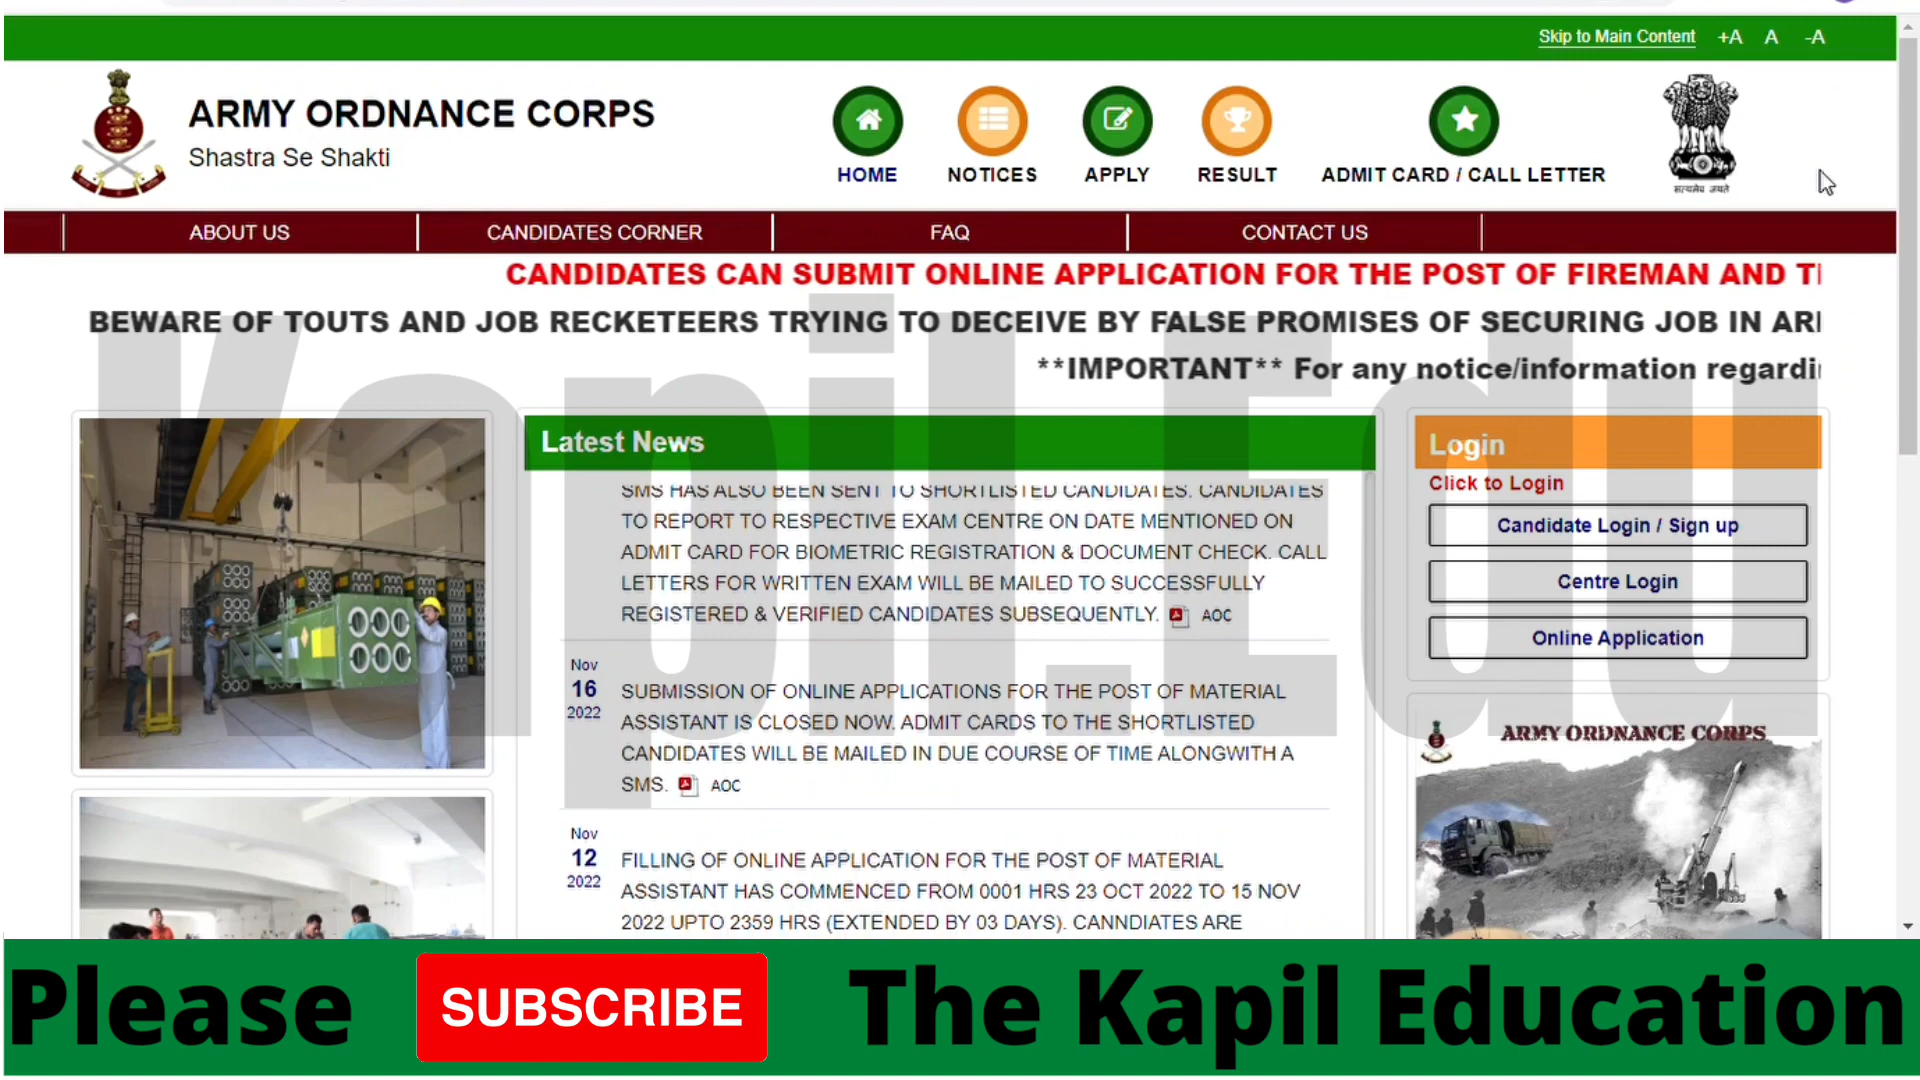 Skip to Main Content +A A -A
ARMY ORDNANCE CORPS
Shastra Se Shakti
HOME NOTICES APPLY RESULT ADMIT CARD / CALL LETTER
सत्यमेव जयते
ABOUT US CANDIDATES CORNER FAQ CONTACT US
CANDIDATES CAN SUBMIT ONLINE APPLICATION FOR THE POST OF FIREMAN AND
BEWARE OF TOUTS AND JOB RECKETEERS TRYING TO DECEIVE BY FALSE PROMISES OF SECURING JOB IN
**IMPORTANT** For any notice/information
Kapil.Edu
Latest News
SMS HAS ALSO BEEN SENT TO SHORTLISTED CANDIDATES. CANDIDATES
TO REPORT TO RESPECTIVE EXAM CENTRE ON DATE MENTIONED ON
ADMIT CARD FOR BIOMETRIC REGISTRATION & DOCUMENT CHECK. CALL
LETTERS FOR WRITTEN EXAM WILL BE MAILED TO SUCCESSFULLY
REGISTERED & VERIFIED CANDIDATES SUBSEQUENTLY. AOC
Nov
16
2022
SUBMISSION OF ONLINE APPLICATIONS FOR THE POST OF MATERIAL
ASSISTANT IS CLOSED NOW. ADMIT CARDS TO THE SHORTLISTED
CANDIDATES WILL BE MAILED IN DUE COURSE OF TIME ALONGWITH A
SMS. AOC
Nov
12
2022
FILLING OF ONLINE APPLICATION FOR THE POST OF MATERIAL
ASSISTANT HAS COMMENCED FROM 0001 HRS 23 OCT 2022 TO 15 NOV
2022 UPTO 2359 HRS (EXTENDED BY 03 DAYS). CANNDIATES ARE
Login
Click to Login
Candidate Login / Sign up
Centre Login
Online Application
ARMY ORDNANCE CORPS
Please SUBSCRIBE The Kapil Education